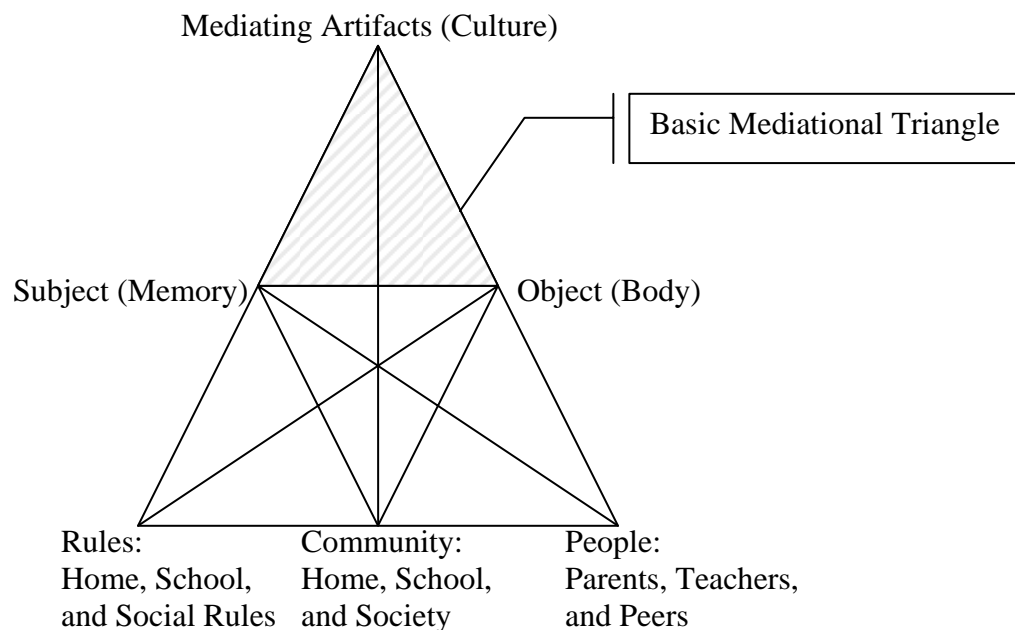 Mediating Artifacts (Culture)
Basic Mediational Triangle
Subject (Memory)
Object (Body)
Rules:
Home, School,
and Social Rules
Community:
Home, School,
and Society
People:
Parents, Teachers,
and Peers